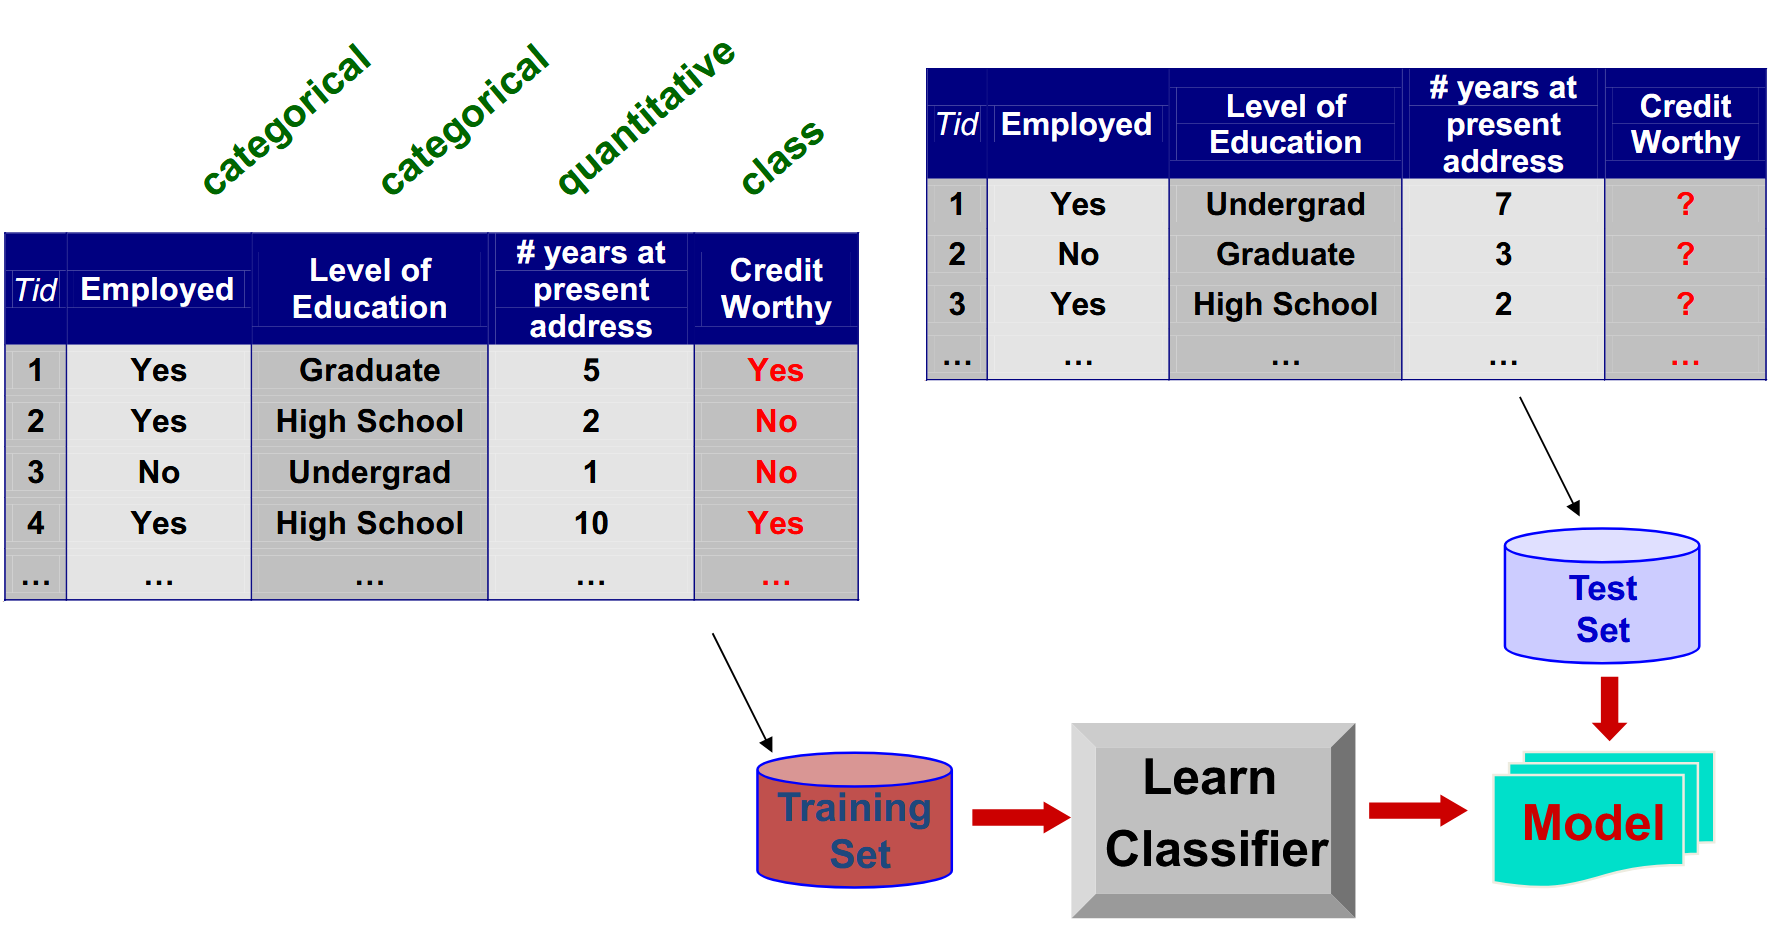 categorical
categorical
quantitative
class
Tid Employed Level of Education # years at present address Credit Worthy
1 Yes Graduate 5 Yes
2 Yes High School 2 No
3 No Undergrad 1 No
4 Yes High School 10 Yes
… … … … …
Tid Employed Level of Education # years at present address Credit Worthy
1 Yes Undergrad 7 ?
2 No Graduate 3 ?
3 Yes High School 2 ?
… … … … …
Test
Set
Training
Set
Learn
Classifier
Model